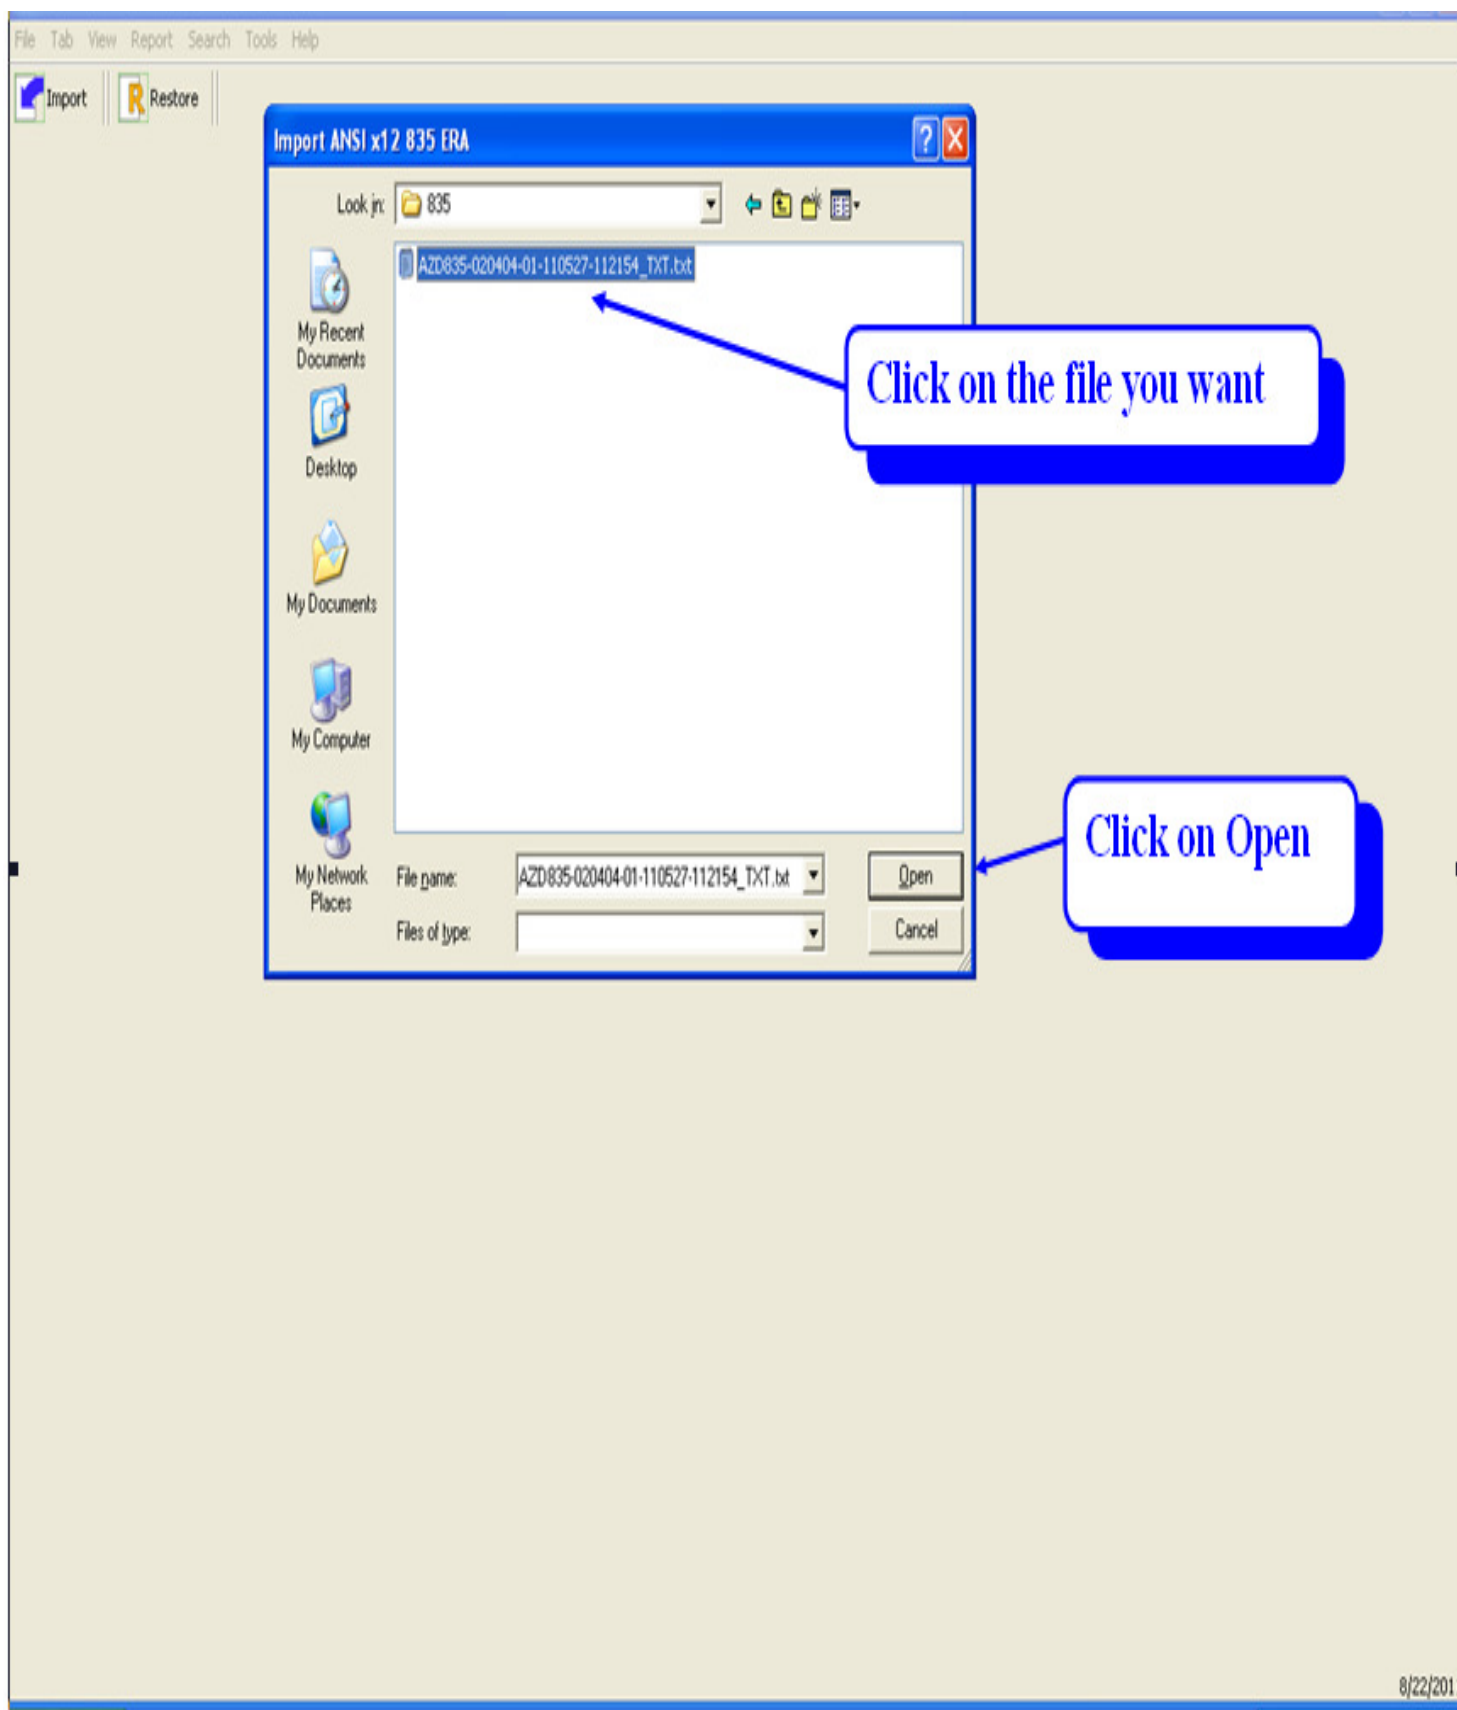 File Tab View Report Search Tools Help
Import Restore
Import ANSI x12 835 ERA
Look in: 835
AZD835-020404-01-110527-112154_TXT.txt
My Recent
Documents
Click on the file you want
Desktop
My Documents
My Computer
Click on Open
My Network
Places
File name: AZD835-020404-01-110527-112154_TXT.txt Open
Files of type: Cancel